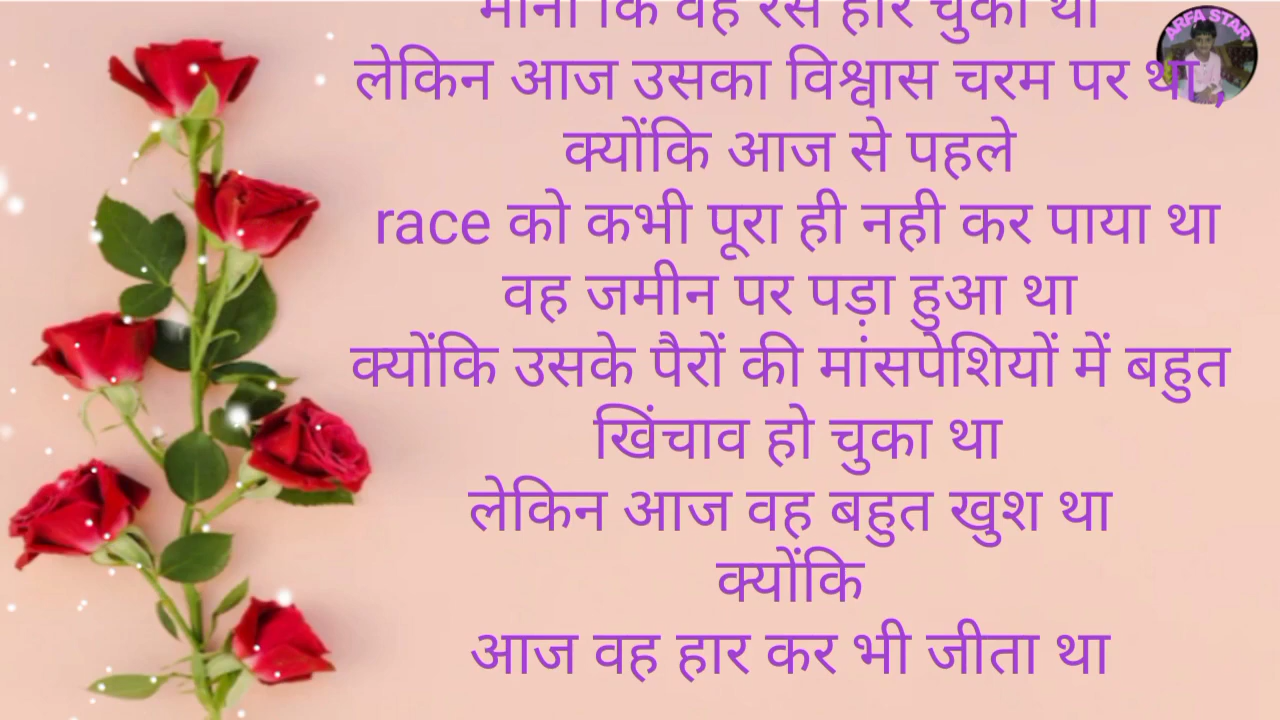 माना कि वह रेस हार चुका था
लेकिन आज उसका विश्वास चरम पर था ,
क्योंकि आज से पहले
race को कभी पूरा ही नही कर पाया था
वह जमीन पर पड़ा हुआ था
क्योंकि उसके पैरों की मांसपेशियों में बहुत
खिंचाव हो चुका था
लेकिन आज वह बहुत खुश था
क्योंकि
आज वह हार कर भी जीता था
ARFA STAR